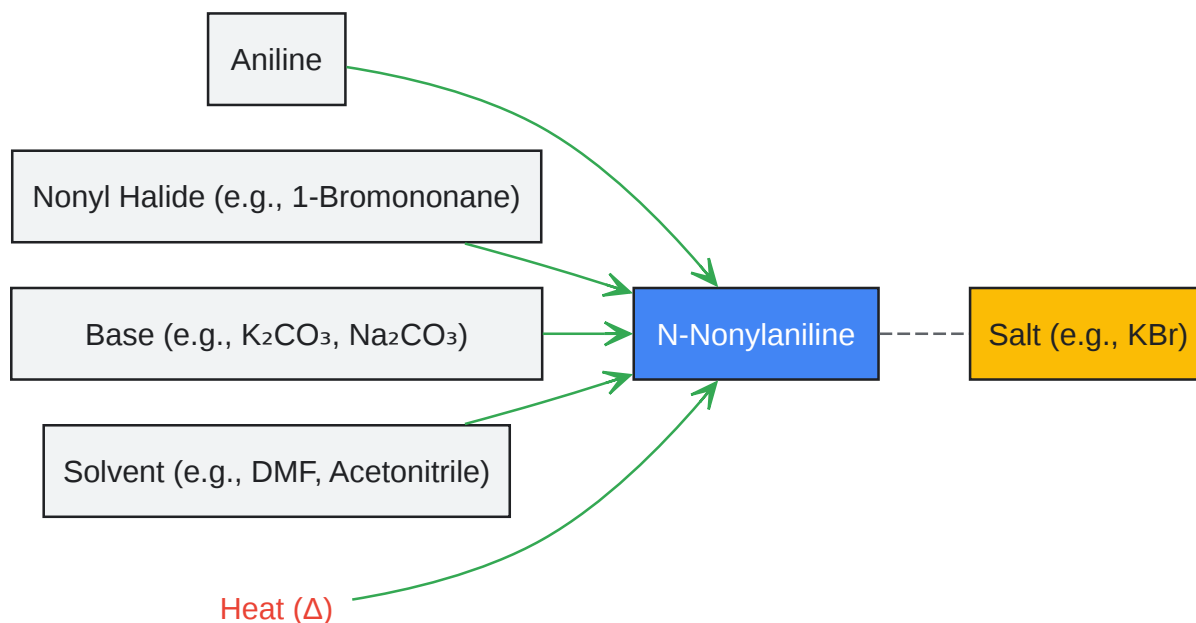 Aniline
Nonyl Halide (e.g., 1-Bromononane)
Base (e.g., K₂CO₃, Na₂CO₃)
N-Nonylaniline
Salt (e.g., KBr)
Solvent (e.g., DMF, Acetonitrile)
Heat (Δ)